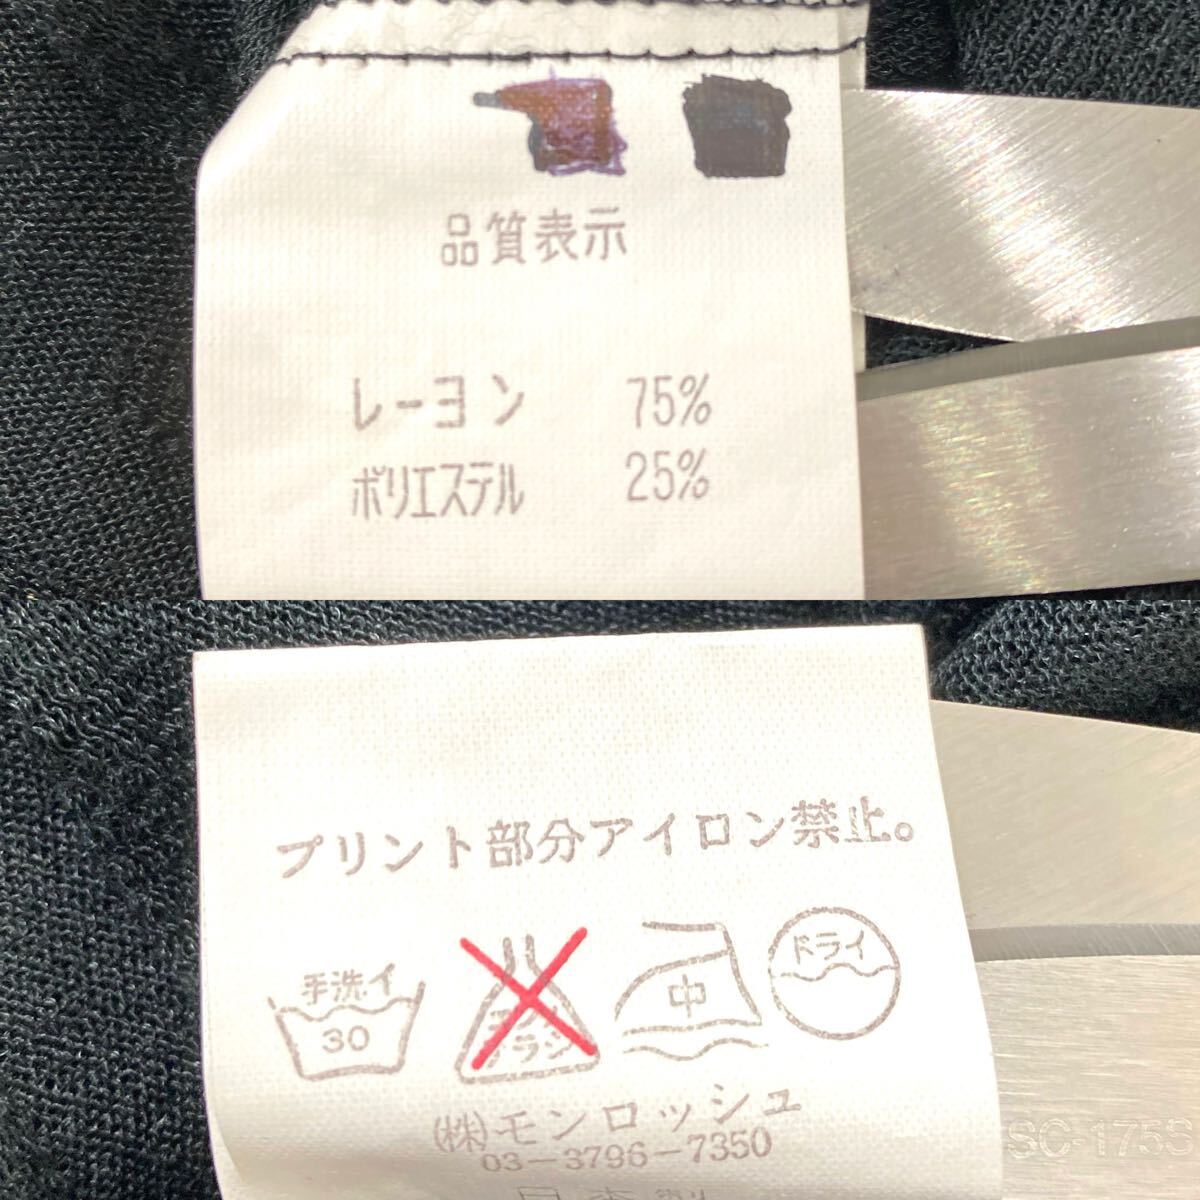 品質表示
レーヨン 75%
ポリエステル 25%
プリント部分アイロン禁止。
手洗イ
30
中
ドライ
(株)モンロッシュ
03-3796-7350
SC-175S